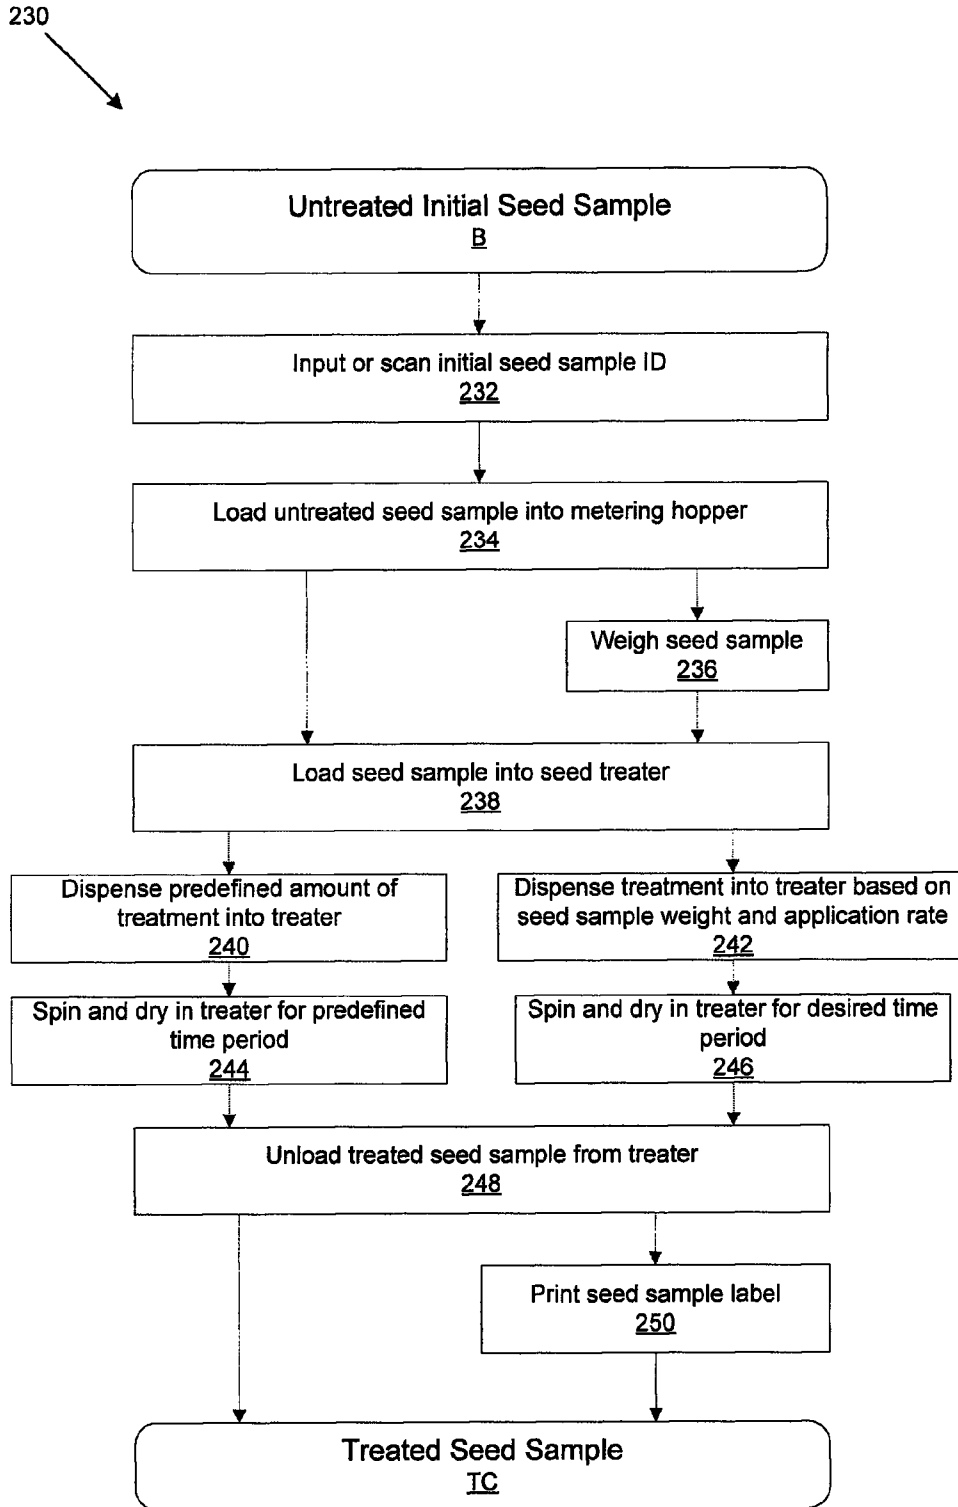 230
Untreated Initial Seed Sample
B
Input or scan initial seed sample ID
232
Load untreated seed sample into metering hopper
234
Weigh seed sample
236
Load seed sample into seed treater
238
Dispense predefined amount of
treatment into treater
240
Dispense treatment into treater based on
seed sample weight and application rate
242
Spin and dry in treater for predefined
time period
244
Spin and dry in treater for desired time
period
246
Unload treated seed sample from treater
248
Print seed sample label
250
Treated Seed Sample
TC